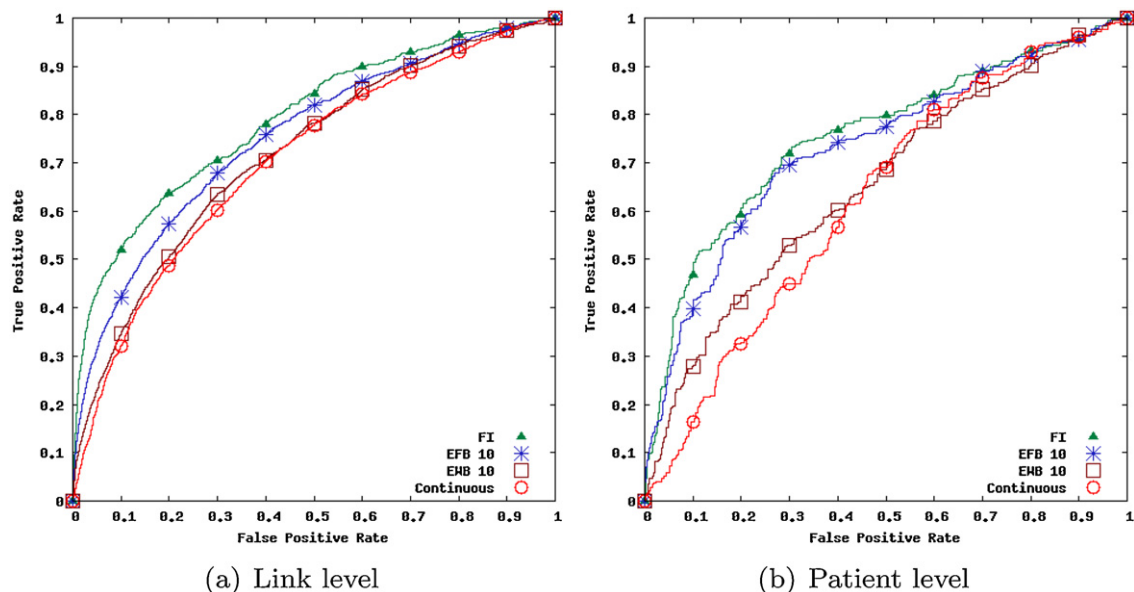 1
0.9
0.8
0.7
0.6
0.5
0.4
0.3
0.2
0.1
0
True Positive Rate
0 0.1 0.2 0.3 0.4 0.5 0.6 0.7 0.8 0.9 1
False Positive Rate
FI
EFB 10
EWB 10
Continuous
(a) Link level
1
0.9
0.8
0.7
0.6
0.5
0.4
0.3
0.2
0.1
0
True Positive Rate
0 0.1 0.2 0.3 0.4 0.5 0.6 0.7 0.8 0.9 1
False Positive Rate
FI
EFB 10
EWB 10
Continuous
(b) Patient level